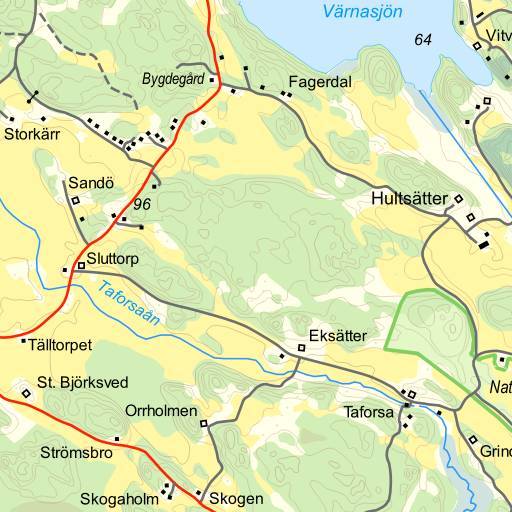 Värnasjön
64
Vitv
Bygdegård
Fagerdal
Storkärr
Sandö
Hultsätter
96
Sluttorp
Taforsaån
Eksätter
Tälltorpet
St. Björksved
Nat
Orrholmen
Taforsa
Strömsbro
Grind
Skogaholm
Skogen